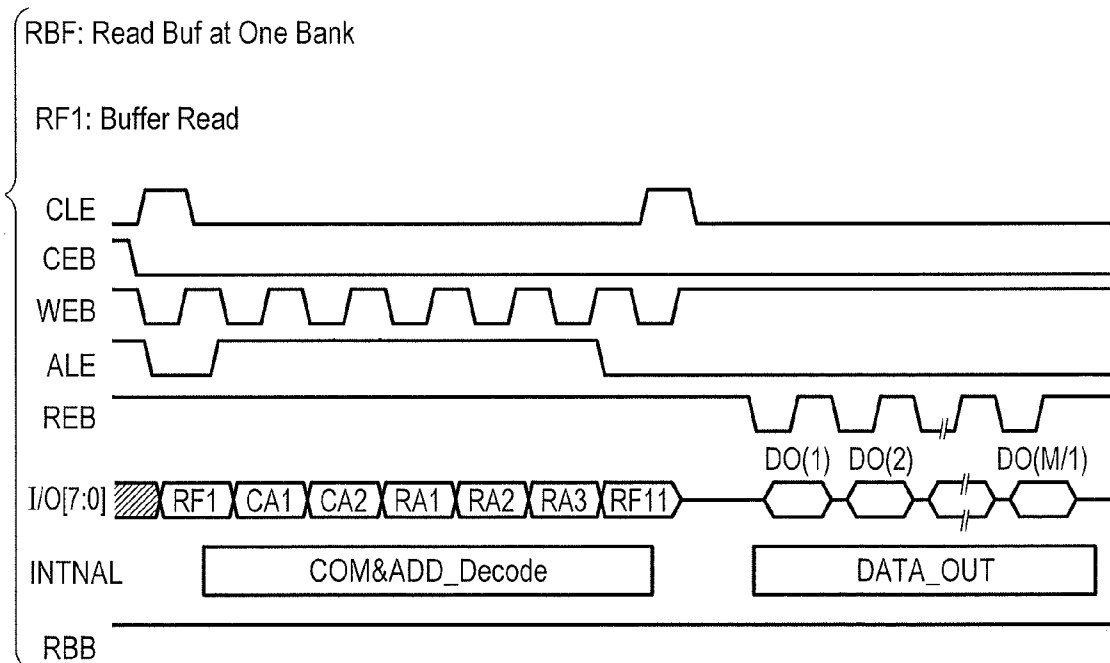 RBF: Read Buf at One Bank
RF1: Buffer Read
CLE
CEB
WEB
ALE
REB
DO(1) DO(2) DO(M/1)
I/O[7:0] RF1 CA1 CA2 RA1 RA2 RA3 RF11
INTNAL COM&ADD_Decode DATA_OUT
RBB